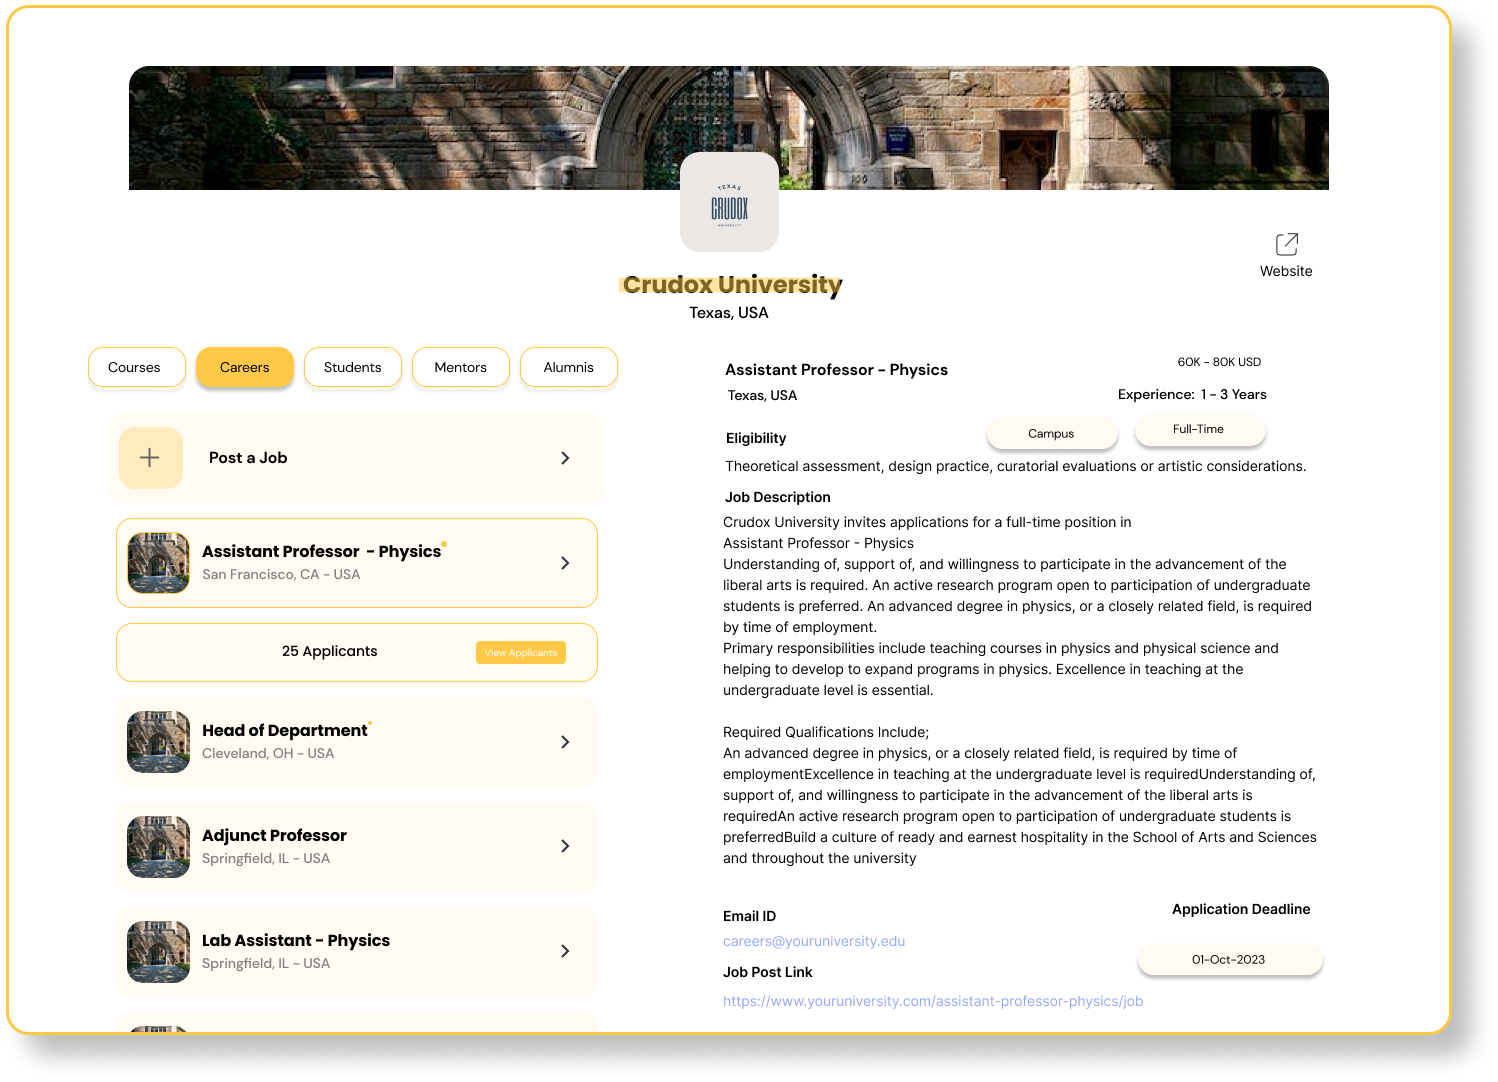 TEXAS
CRUDOX
UNIVERSITY
Crudox University
Texas, USA
Website
Courses
Careers
Students
Mentors
Alumnis
Post a Job
Assistant Professor - Physics
San Francisco, CA - USA
25 Applicants
View Applicants
Head of Department
Cleveland, OH - USA
Adjunct Professor
Springfield, IL - USA
Lab Assistant - Physics
Springfield, IL - USA
Assistant Professor - Physics
60K - 80K USD
Texas, USA
Experience: 1 - 3 Years
Eligibility
Campus
Full-Time
Theoretical assessment, design practice, curatorial evaluations or artistic considerations.
Job Description
Crudox University invites applications for a full-time position in
Assistant Professor - Physics
Understanding of, support of, and willingness to participate in the advancement of the
liberal arts is required. An active research program open to participation of undergraduate
students is preferred. An advanced degree in physics, or a closely related field, is required
by time of employment.
Primary responsibilities include teaching courses in physics and physical science and
helping to develop to expand programs in physics. Excellence in teaching at the
undergraduate level is essential.
Required Qualifications Include;
An advanced degree in physics, or a closely related field, is required by time of
employmentExcellence in teaching at the undergraduate level is requiredUnderstanding of,
support of, and willingness to participate in the advancement of the liberal arts is
requiredAn active research program open to participation of undergraduate students is
preferredBuild a culture of ready and earnest hospitality in the School of Arts and Sciences
and throughout the university
Email ID
careers@youruniversity.edu
Application Deadline
01-Oct-2023
Job Post Link
https://www.youruniversity.com/assistant-professor-physics/job